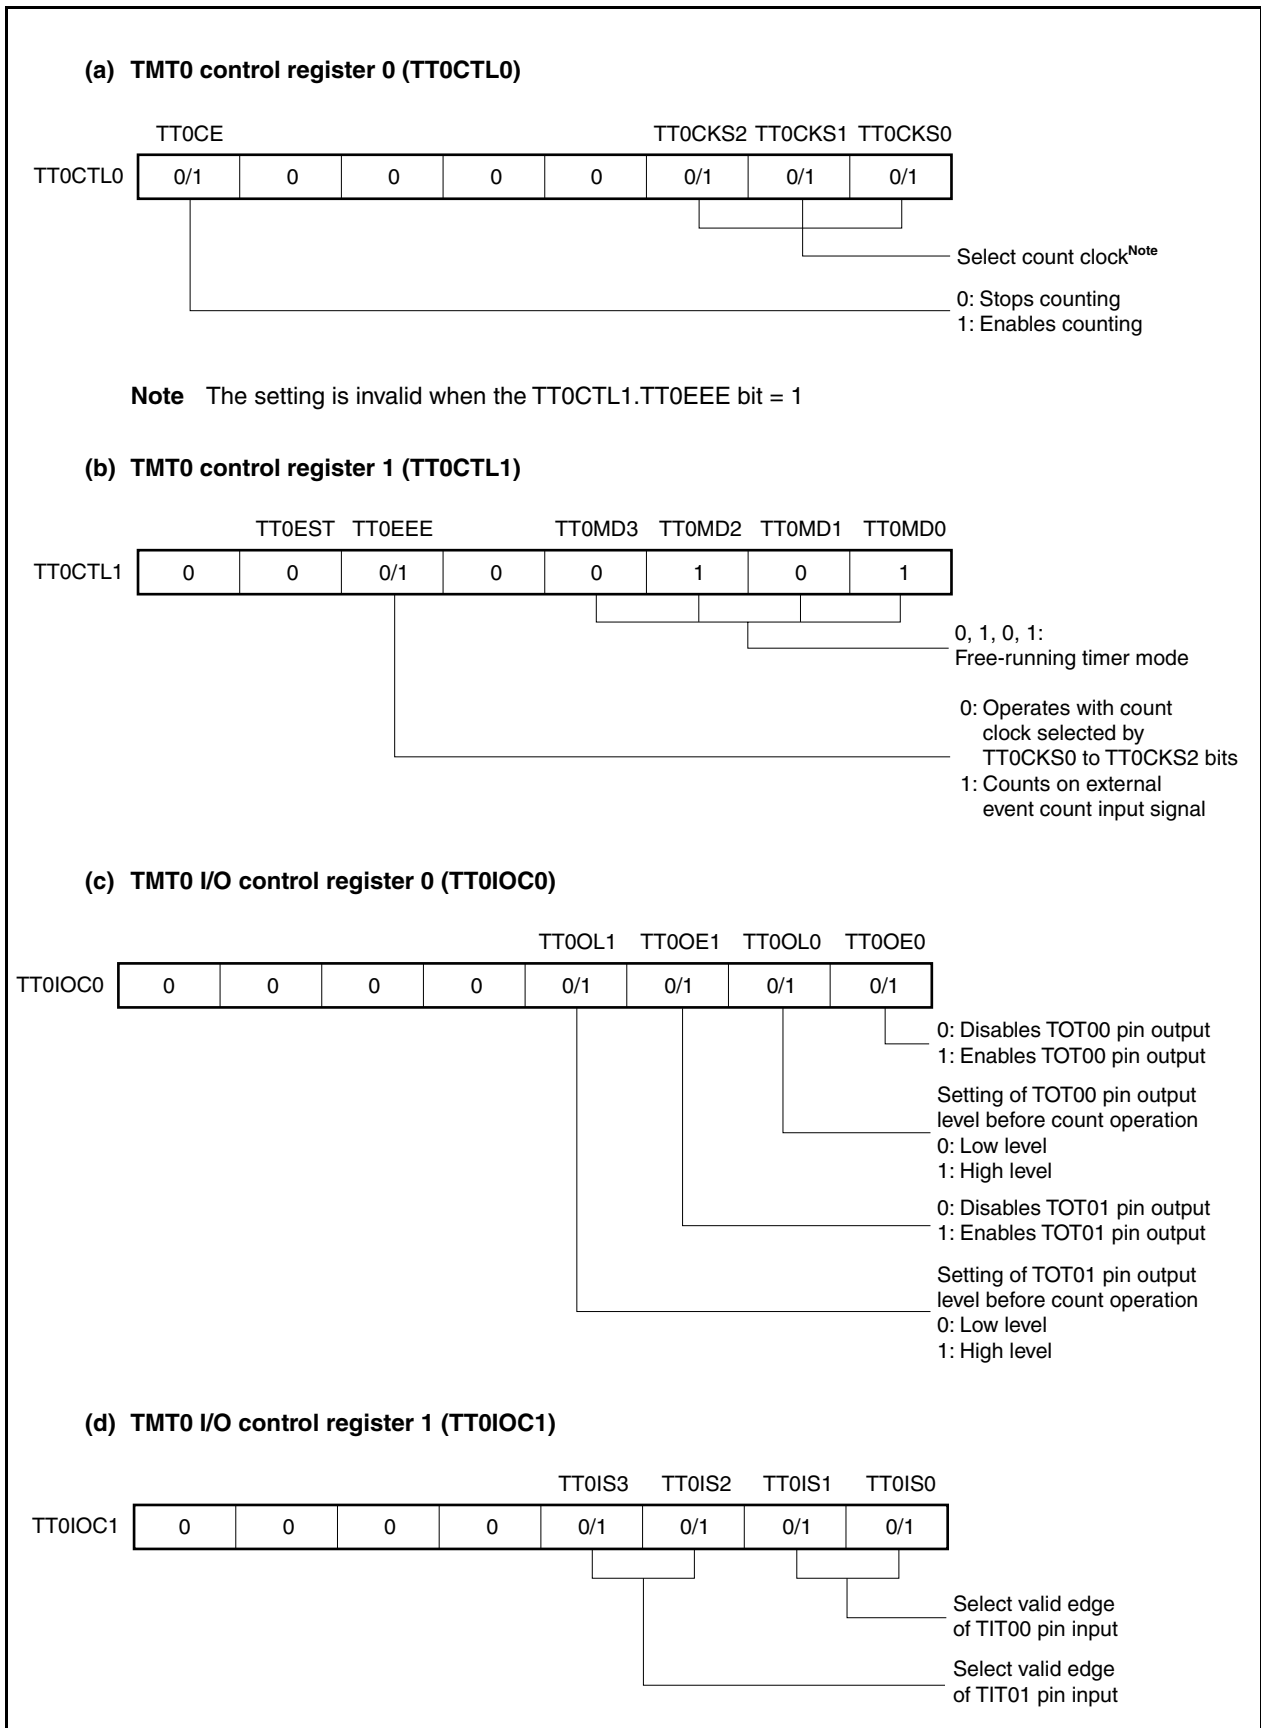 (a) TMT0 control register 0 (TT0CTL0)
TT0CE TT0CKS2 TT0CKS1 TT0CKS0
TT0CTL0 0/1 0 0 0 0 0/1 0/1 0/1
Select count clockNote
0: Stops counting
1: Enables counting
Note The setting is invalid when the TT0CTL1.TT0EEE bit = 1
(b) TMT0 control register 1 (TT0CTL1)
TT0EST TT0EEE TT0MD3 TT0MD2 TT0MD1 TT0MD0
TT0CTL1 0 0 0/1 0 0 1 0 1
0, 1, 0, 1:
Free-running timer mode
0: Operates with count
clock selected by
TT0CKS0 to TT0CKS2 bits
1: Counts on external
event count input signal
(c) TMT0 I/O control register 0 (TT0IOC0)
TT0OL1 TT0OE1 TT0OL0 TT0OE0
TT0IOC0 0 0 0 0 0/1 0/1 0/1 0/1
0: Disables TOT00 pin output
1: Enables TOT00 pin output
Setting of TOT00 pin output
level before count operation
0: Low level
1: High level
0: Disables TOT01 pin output
1: Enables TOT01 pin output
Setting of TOT01 pin output
level before count operation
0: Low level
1: High level
(d) TMT0 I/O control register 1 (TT0IOC1)
TT0IS3 TT0IS2 TT0IS1 TT0IS0
TT0IOC1 0 0 0 0 0/1 0/1 0/1 0/1
Select valid edge
of TIT00 pin input
Select valid edge
of TIT01 pin input